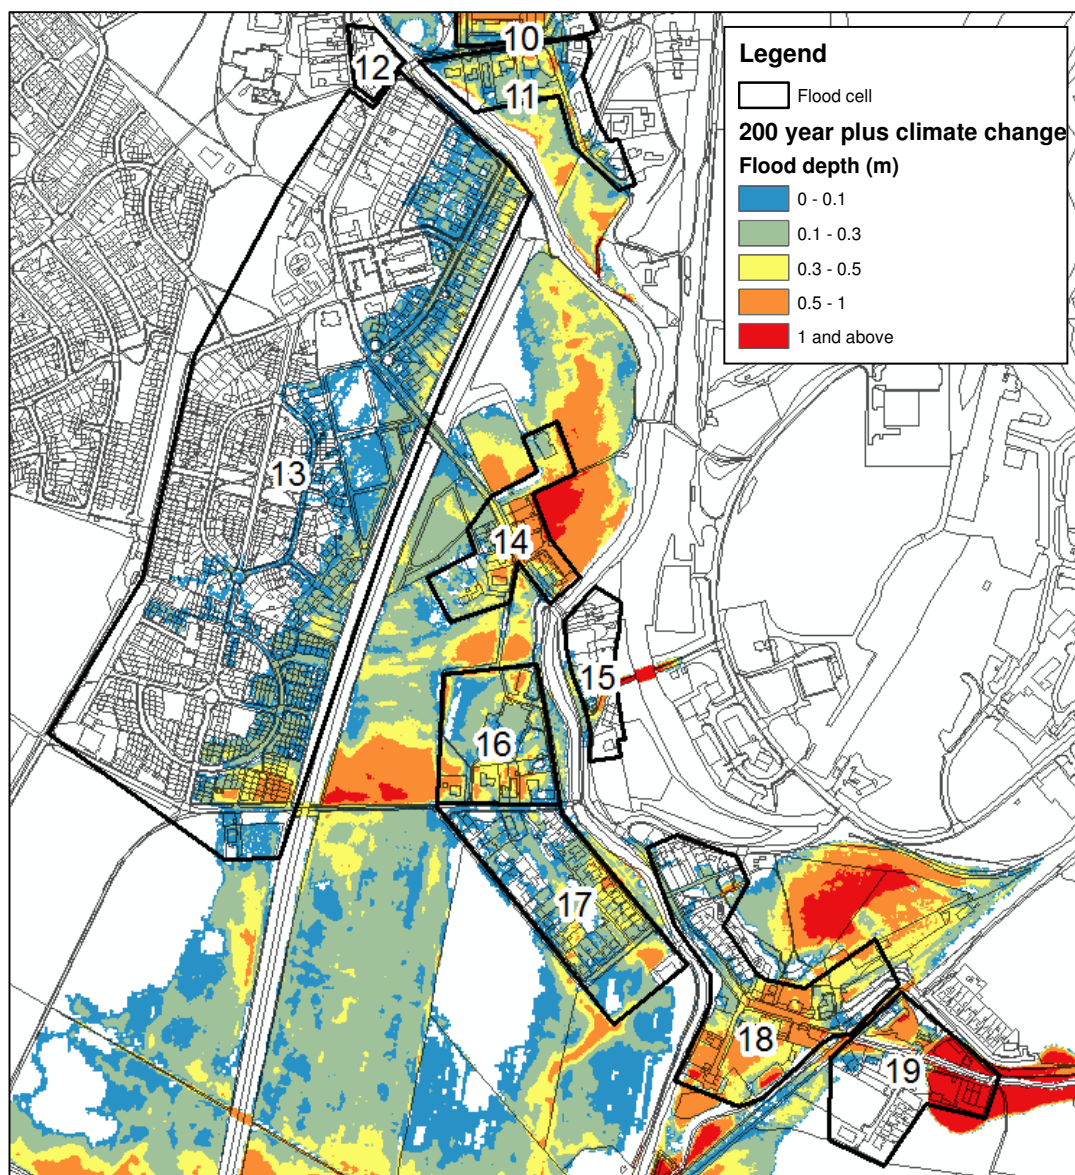 10
12
11
Legend
Flood cell
200 year plus climate change
Flood depth (m)
0 - 0.1
0.1 - 0.3
0.3 - 0.5
0.5 - 1
1 and above
13
14
15
16
17
18
19